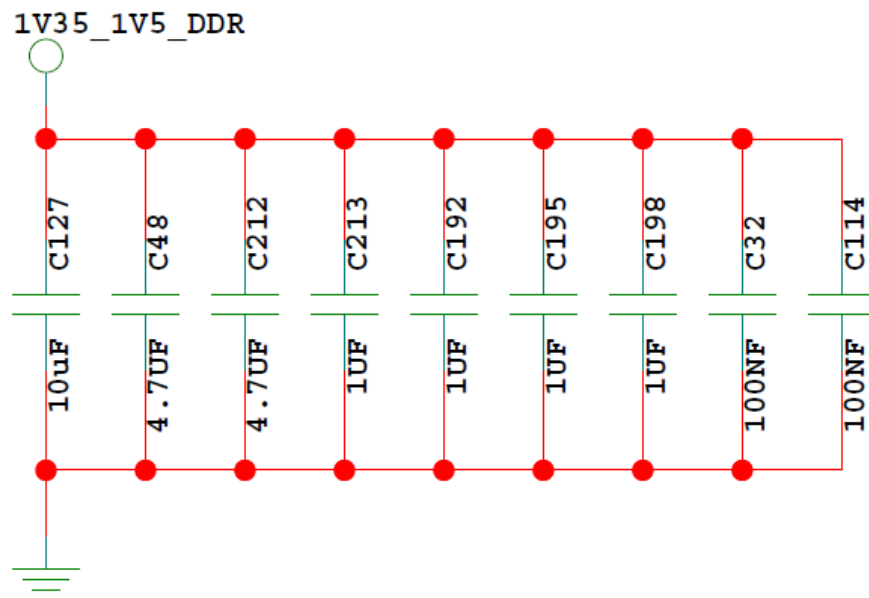 1V35_1V5_DDR
C127
C48
C212
C213
C192
C195
C198
C32
C114
10uF
4.7UF
4.7UF
1UF
1UF
1UF
1UF
100NF
100NF